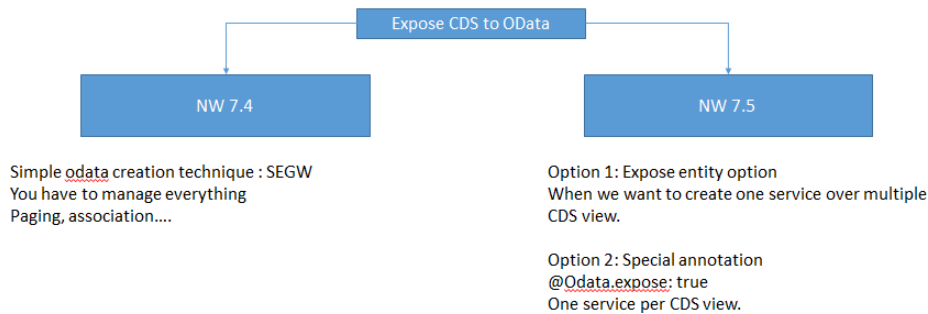 Expose CDS to OData
NW 7.4
NW 7.5
Simple odata creation technique : SEGW
You have to manage everything
Paging, association....
Option 1: Expose entity option
When we want to create one service over multiple
CDS view.
Option 2: Special annotation
@Odata.expose: true
One service per CDS view.